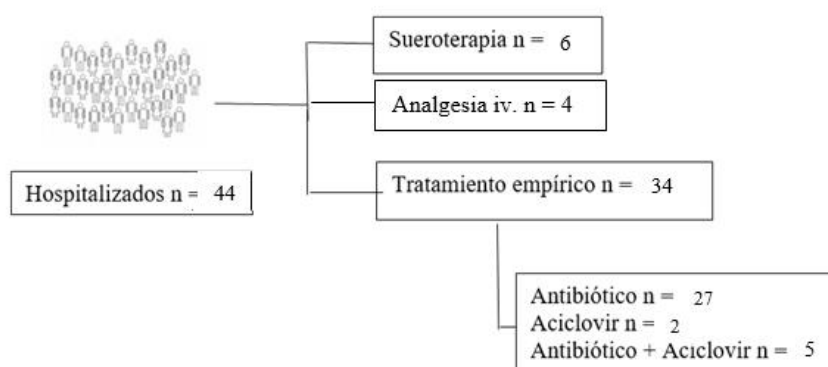 Sueroterapia n = 6
Analgesia iv. n = 4
Hospitalizados n = 44
Tratamiento empírico n = 34
Antibiótico n = 27
Aciclovir n = 2
Antibiótico + Aciclovir n = 5